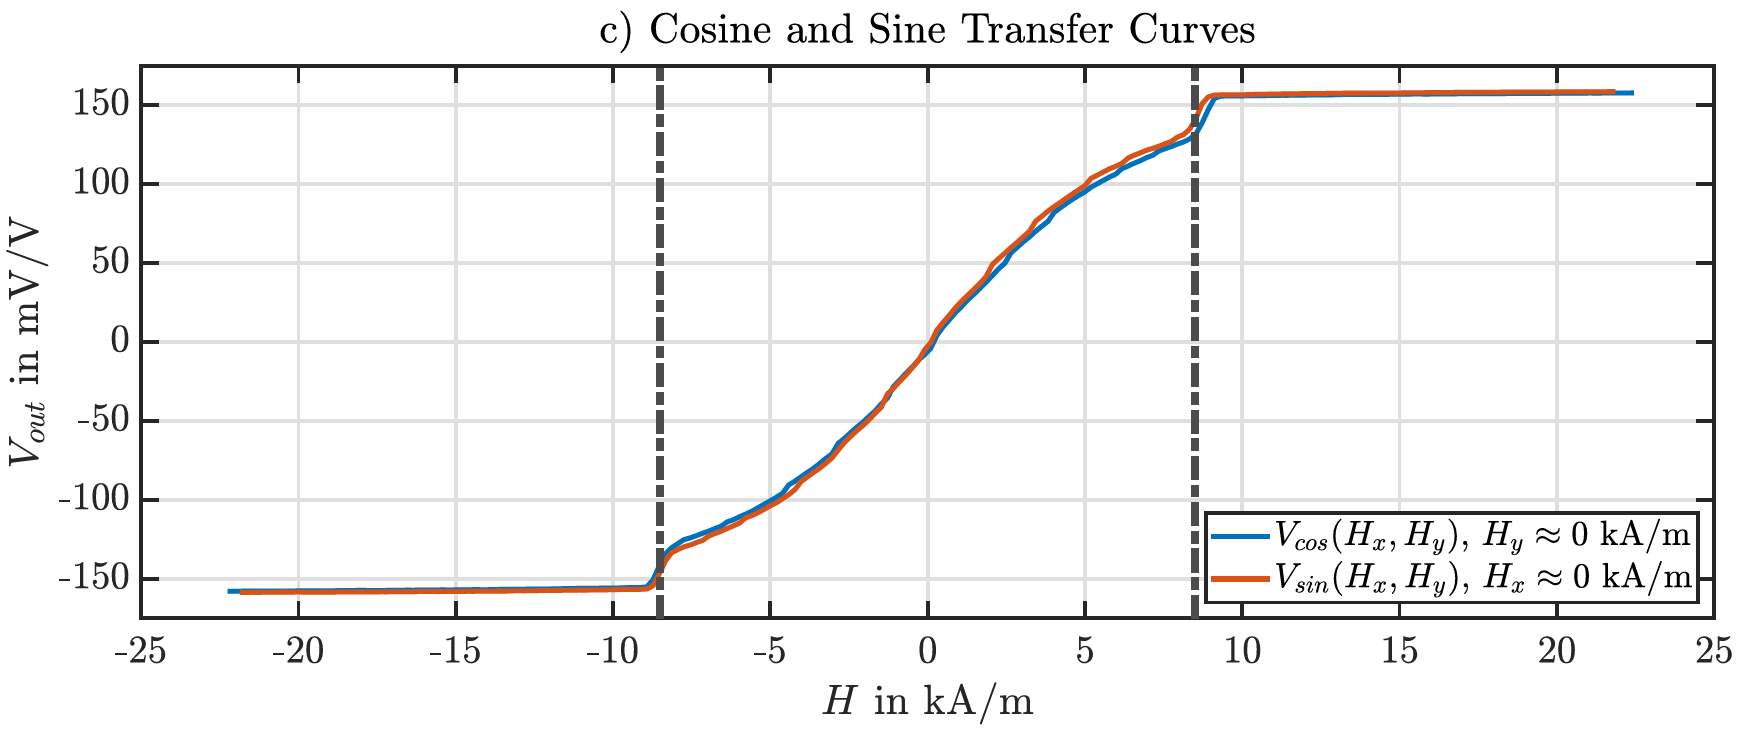 c) Cosine and Sine Transfer Curves
V_out in mV/V
150
100
50
0
-50
-100
-150
-25 -20 -15 -10 -5 0 5 10 15 20 25
H in kA/m
V_cos(H_x, H_y), H_y ≈ 0 kA/m
V_sin(H_x, H_y), H_x ≈ 0 kA/m